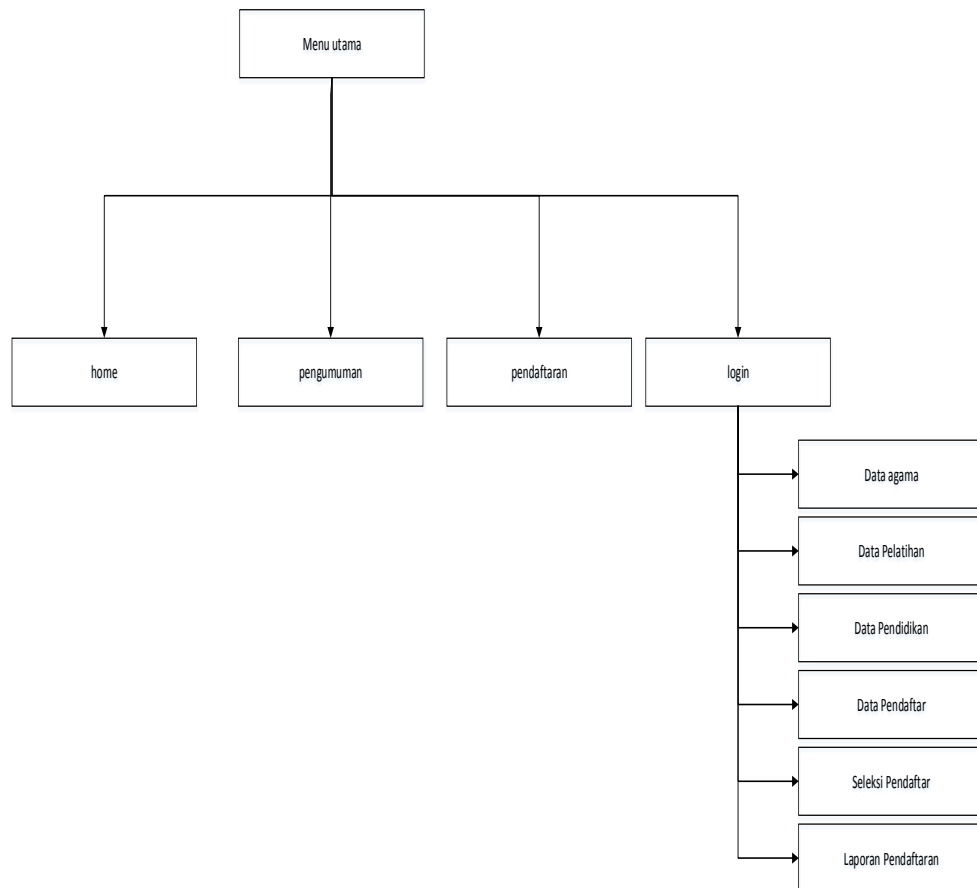 Menu utama
home
pengumuman
pendaftaran
login
Data agama
Data Pelatihan
Data Pendidikan
Data Pendaftar
Seleksi Pendaftar
Laporan Pendaftaran